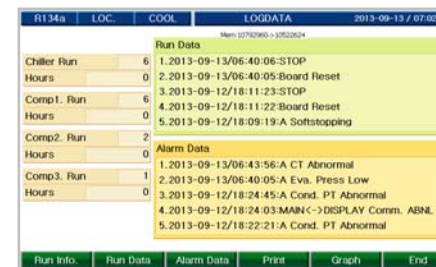 R134a LOC. COOL LOGDATA 2013-09-13 / 07:02
Mem:10792960->10522624
Run Data
Chiller Run 6
Hours 0
Comp1. Run 6
Hours 0
Comp2. Run 2
Hours 0
Comp3. Run 1
Hours 0
1.2013-09-13/06:40:06:STOP
2.2013-09-13/06:40:05:Board Reset
3.2013-09-12/18:11:23:STOP
4.2013-09-12/18:11:22:Board Reset
5.2013-09-12/18:09:19:A Softstopping
Alarm Data
1.2013-09-13/06:43:56:A CT Abnormal
2.2013-09-13/06:40:05:A Eva. Press Low
3.2013-09-12/18:24:45:A Cond. PT Abnormal
4.2013-09-12/18:24:03:MAIN<->DISPLAY Comm. ABNL
5.2013-09-12/18:22:21:A Cond. PT Abnormal
Run Info. Run Data Alarm Data Print Graph End